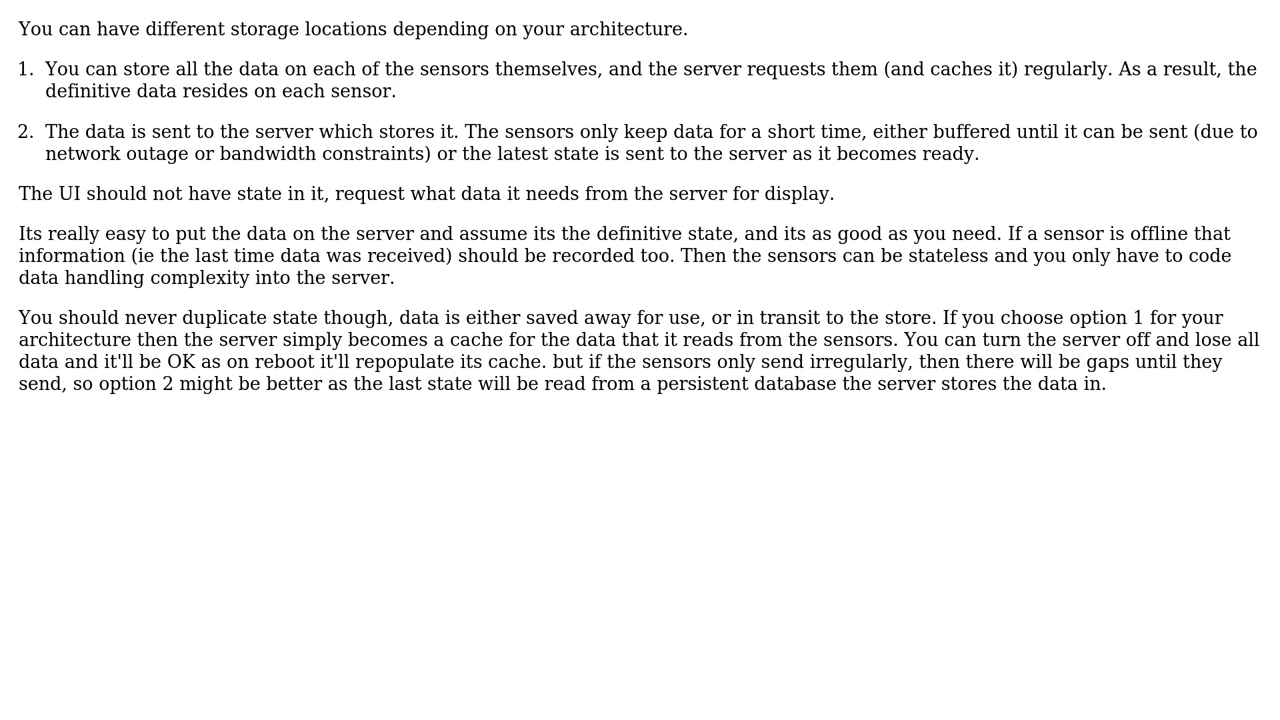 You can have different storage locations depending on your architecture.
1. You can store all the data on each of the sensors themselves, and the server requests them (and caches it) regularly. As a result, the
definitive data resides on each sensor.
2. The data is sent to the server which stores it. The sensors only keep data for a short time, either buffered until it can be sent (due to
network outage or bandwidth constraints) or the latest state is sent to the server as it becomes ready.
The UI should not have state in it, request what data it needs from the server for display.
Its really easy to put the data on the server and assume its the definitive state, and its as good as you need. If a sensor is offline that
information (ie the last time data was received) should be recorded too. Then the sensors can be stateless and you only have to code
data handling complexity into the server.
You should never duplicate state though, data is either saved away for use, or in transit to the store. If you choose option 1 for your
architecture then the server simply becomes a cache for the data that it reads from the sensors. You can turn the server off and lose all
data and it'll be OK as on reboot it'll repopulate its cache. but if the sensors only send irregularly, then there will be gaps until they
send, so option 2 might be better as the last state will be read from a persistent database the server stores the data in.